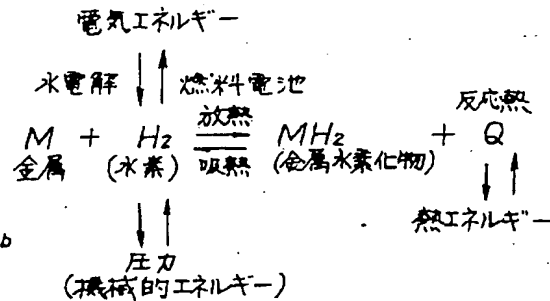 電気エネルギー
水電解 燃料電池
反応熱
放熱
M + H2 MH2 + Q
吸熱
金属 (水素) (金属水素化物)
熱エネルギー
b
圧力
(機械的エネルギー)